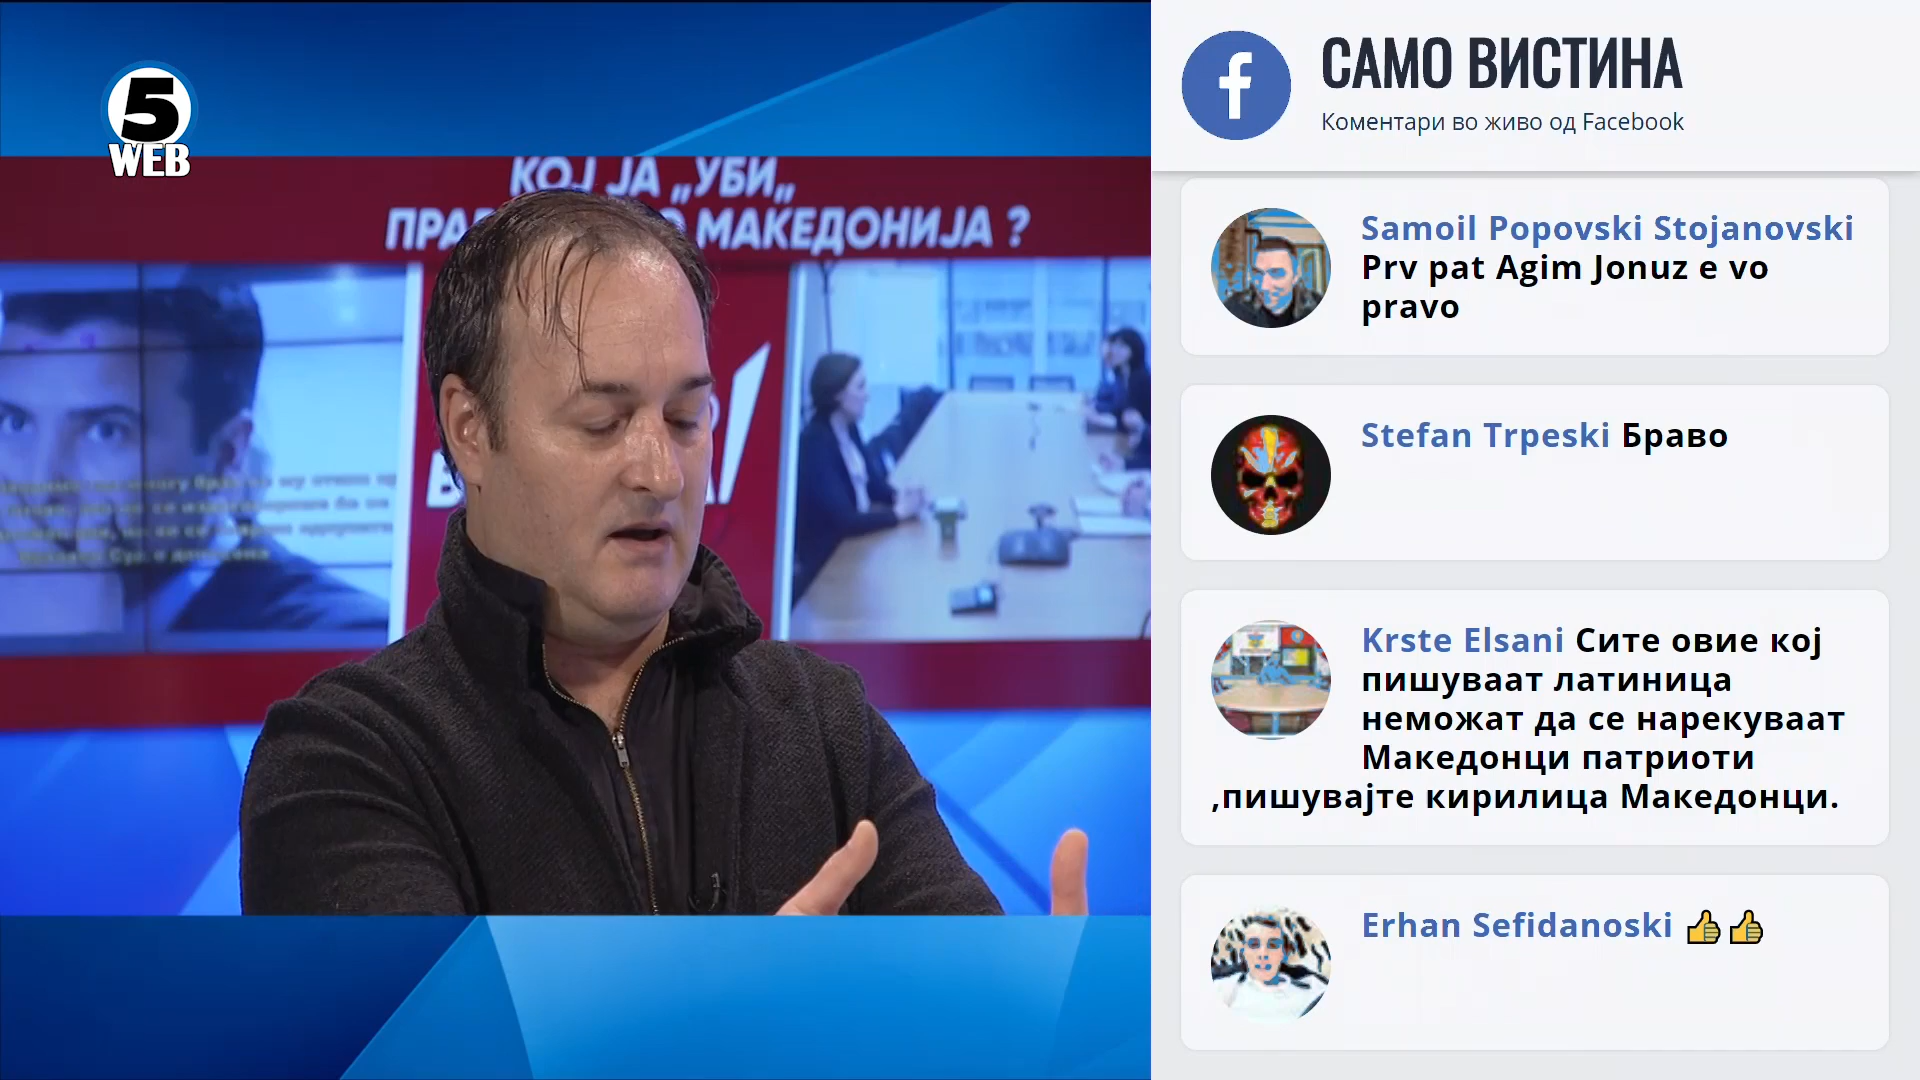 5
WEB
КОЈ ЈА „УБИ„
МАКЕДОНИЈА ?
САМО ВИСТИНА
Коментари во живо од Facebook
Samoil Popovski Stojanovski
Prv pat Agim Jonuz e vo
pravo
Stefan Trpeski Браво
Krste Elsani Сите овие кој
пишуваат латиница
неможат да се нарекуваат
Македонци патриоти
,пишувајте кирилица Македонци.
Erhan Sefidanoski 👍👍